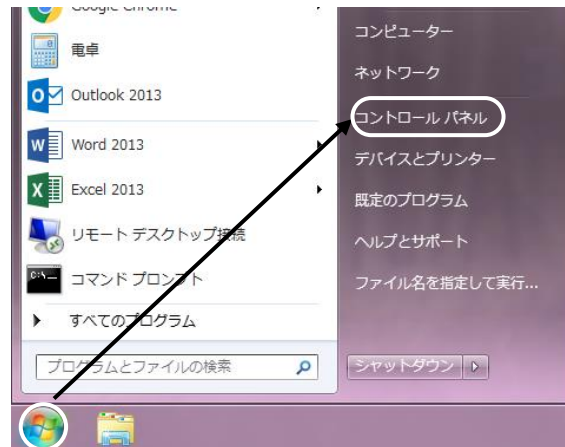 Google Chrome
電卓
Outlook 2013
Word 2013
Excel 2013
リモート デスクトップ接続
コマンド プロンプト
すべてのプログラム
プログラムとファイルの検索
コンピューター
ネットワーク
コントロール パネル
デバイスとプリンター
既定のプログラム
ヘルプとサポート
ファイル名を指定して実行...
シャットダウン